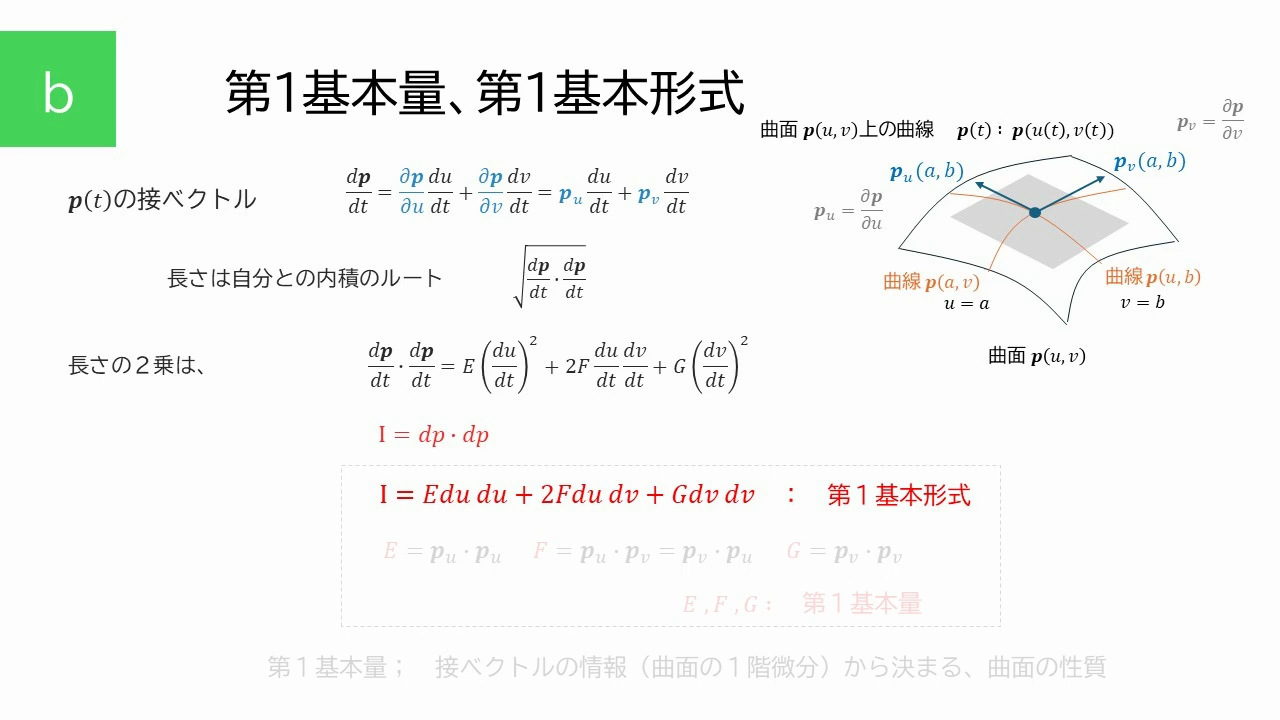 b
第1基本量、第1基本形式
曲面 p(u,v)上の曲線 p(t): p(u(t),v(t))
p_v = ∂p/∂v
p_u(a,b)
p_v(a,b)
p_u = ∂p/∂u
曲線 p(a,v)
u = a
曲線 p(u,b)
v = b
曲面 p(u,v)
p(t)の接ベクトル dp/dt = ∂p/∂u du/dt + ∂p/∂v dv/dt = p_u du/dt + p_v dv/dt
長さは自分との内積のルート √(dp/dt · dp/dt)
長さの２乗は、 dp/dt · dp/dt = E(du/dt)² + 2F du/dt dv/dt + G(dv/dt)²
I = dp · dp
I = Edu du + 2Fdu dv + Gdv dv ： 第１基本形式
E = p_u · p_u F = p_u · p_v = p_v · p_u G = p_v · p_v
E ,F ,G： 第１基本量
第１基本量； 接ベクトルの情報（曲面の１階微分）から決まる、曲面の性質